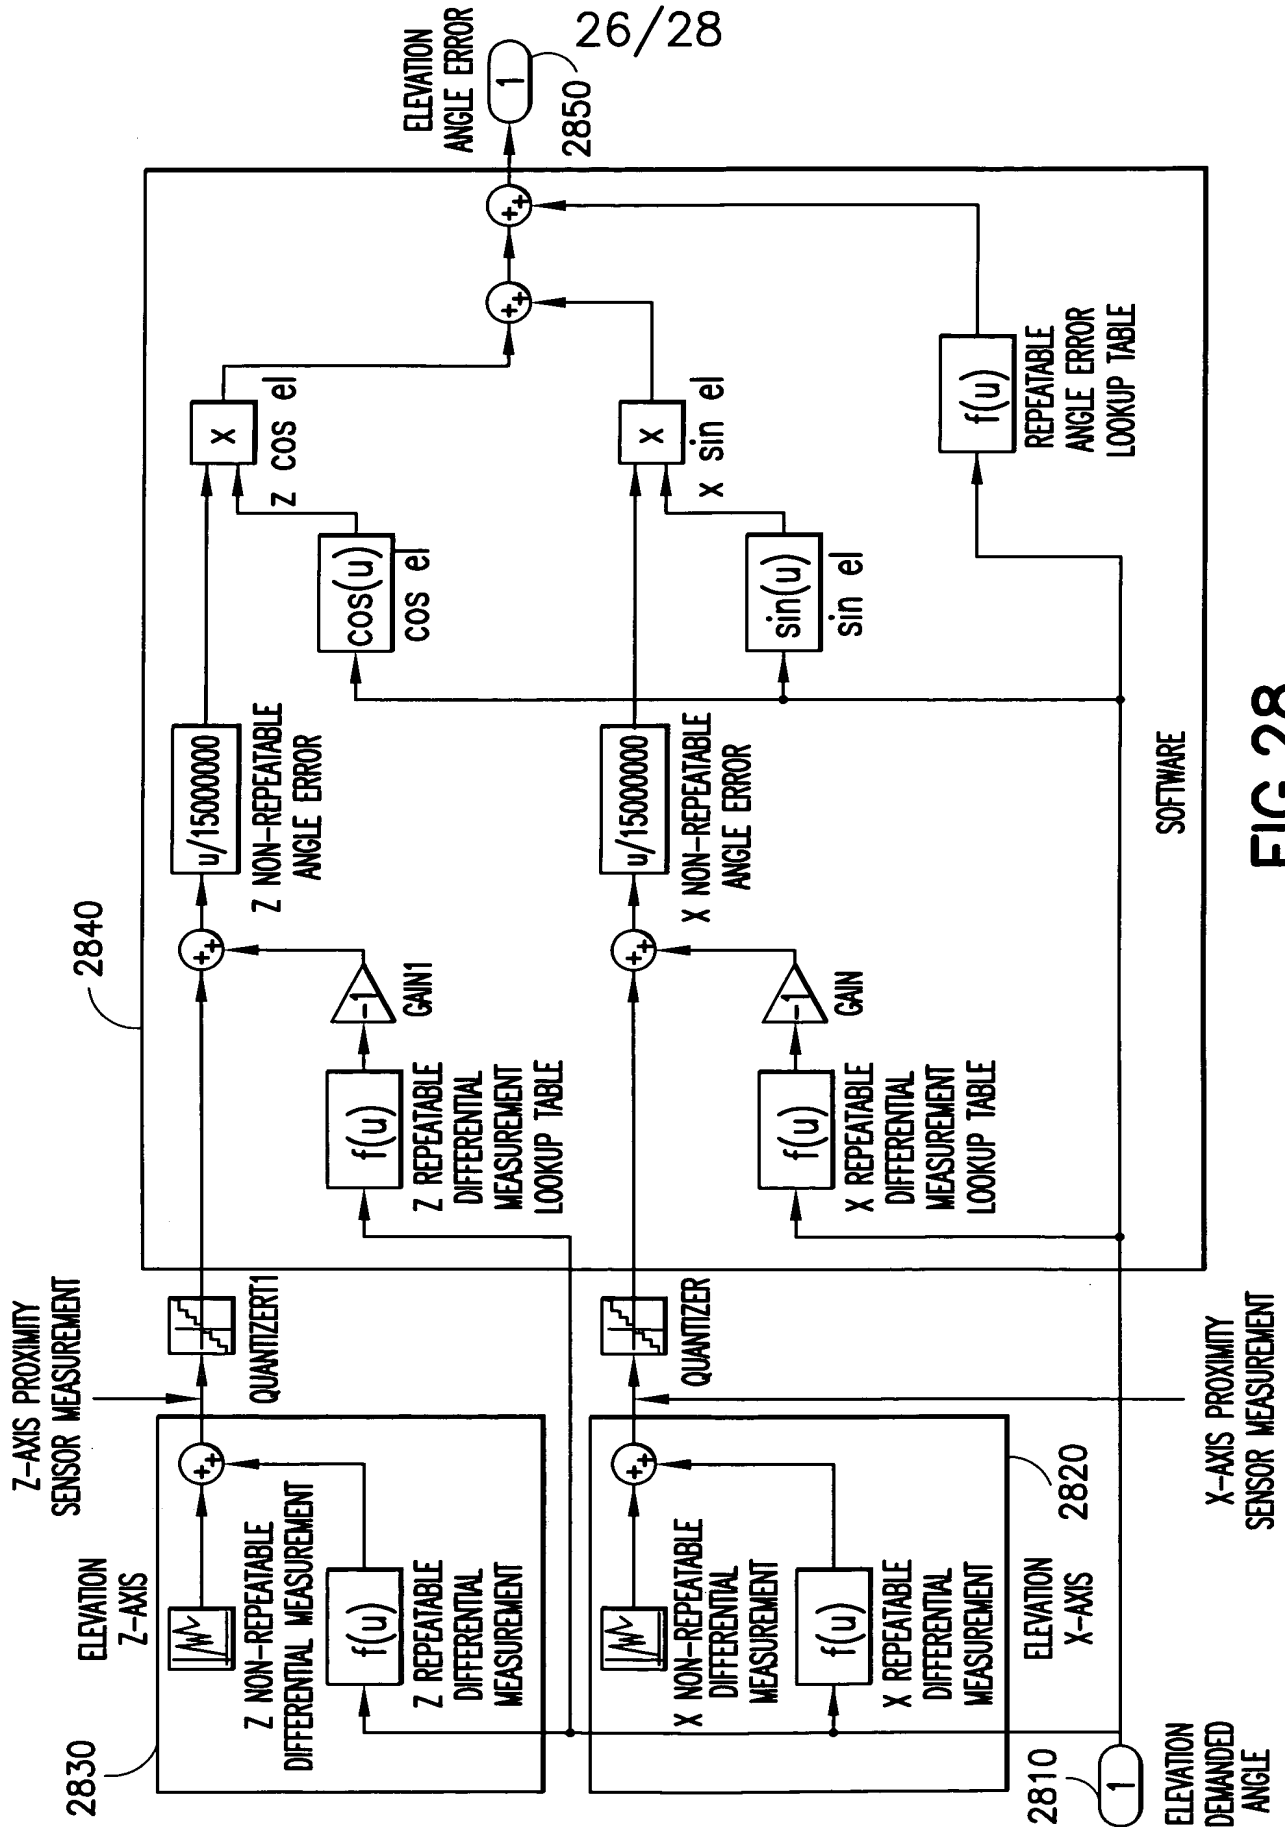 26/28
ELEVATION
ANGLE ERROR
1
2850
2840
Z-AXIS PROXIMITY
SENSOR MEASUREMENT
ELEVATION
Z-AXIS
2830
Z NON-REPEATABLE
DIFFERENTIAL MEASUREMENT
f(u)
Z REPEATABLE
DIFFERENTIAL
MEASUREMENT
++
QUANTIZERT1
++
f(u)
Z REPEATABLE
DIFFERENTIAL
MEASUREMENT
LOOKUP TABLE
-1
GAIN1
u/15000000
Z NON-REPEATABLE
ANGLE ERROR
X
Z cos el
cos(u)
cos el
++
++
X NON-REPEATABLE
DIFFERENTIAL
MEASUREMENT
f(u)
X REPEATABLE
DIFFERENTIAL
MEASUREMENT
++
2820
ELEVATION
X-AXIS
QUANTIZER
X-AXIS PROXIMITY
SENSOR MEASUREMENT
++
f(u)
X REPEATABLE
DIFFERENTIAL
MEASUREMENT
LOOKUP TABLE
-1
GAIN
u/15000000
X NON-REPEATABLE
ANGLE ERROR
X
X sin el
sin(u)
sin el
f(u)
REPEATABLE
ANGLE ERROR
LOOKUP TABLE
SOFTWARE
2810
1
ELEVATION
DEMANDED
ANGLE
FIG.28